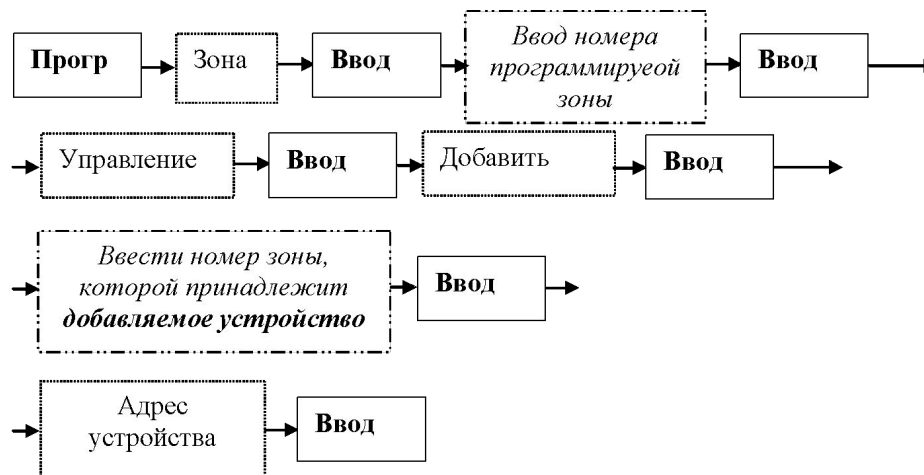 Прогр Зона Ввод Ввод номера Ввод
программируеой
зоны
Управление Ввод Добавить Ввод
Ввести номер зоны,
которой принадлежит
добавляемое устройство
Ввод
Адрес
устройства
Ввод